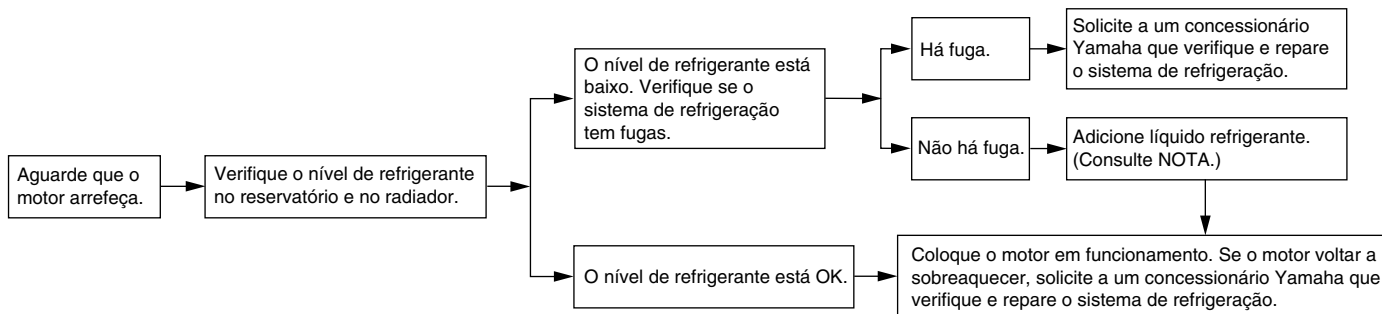 Aguarde que o
motor arrefeça.
Verifique o nível de refrigerante
no reservatório e no radiador.
O nível de refrigerante está
baixo. Verifique se o
sistema de refrigeração
tem fugas.
Há fuga.
Solicite a um concessionário
Yamaha que verifique e repare
o sistema de refrigeração.
Não há fuga.
Adicione líquido refrigerante.
(Consulte NOTA.)
O nível de refrigerante está OK.
Coloque o motor em funcionamento. Se o motor voltar a
sobreaquecer, solicite a um concessionário Yamaha que
verifique e repare o sistema de refrigeração.